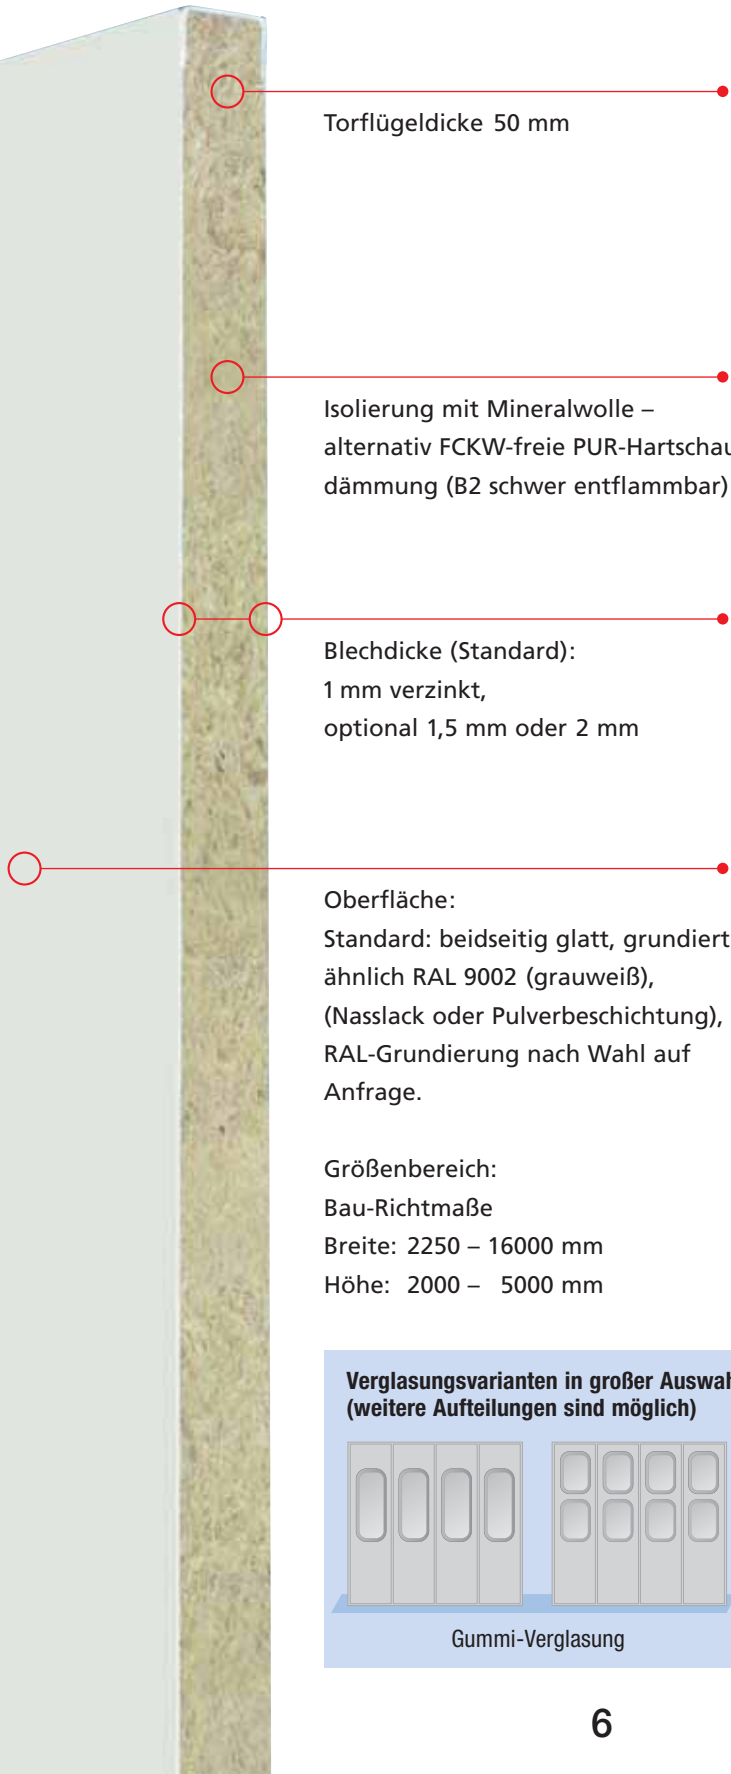 Torflügeldicke 50 mm
Isolierung mit Mineralwolle –
alternativ FCKW-freie
dämmung (B2 schwer entflammbar)
Blechdicke (Standard):
1 mm verzinkt,
optional 1,5 mm oder 2 mm
Oberfläche:
Standard: beidseitig glatt, grundiert
ähnlich RAL 9002 (grauweiß),
(Nasslack oder Pulverbeschichtung),
RAL-Grundierung nach Wahl auf
Anfrage.
Größenbereich:
Bau-Richtmaße
Breite: 2250 – 16000 mm
Höhe: 2000 – 5000 mm
Verglasungsvarianten in großer
(weitere Aufteilungen sind möglich)
Gummi-Verglasung
6